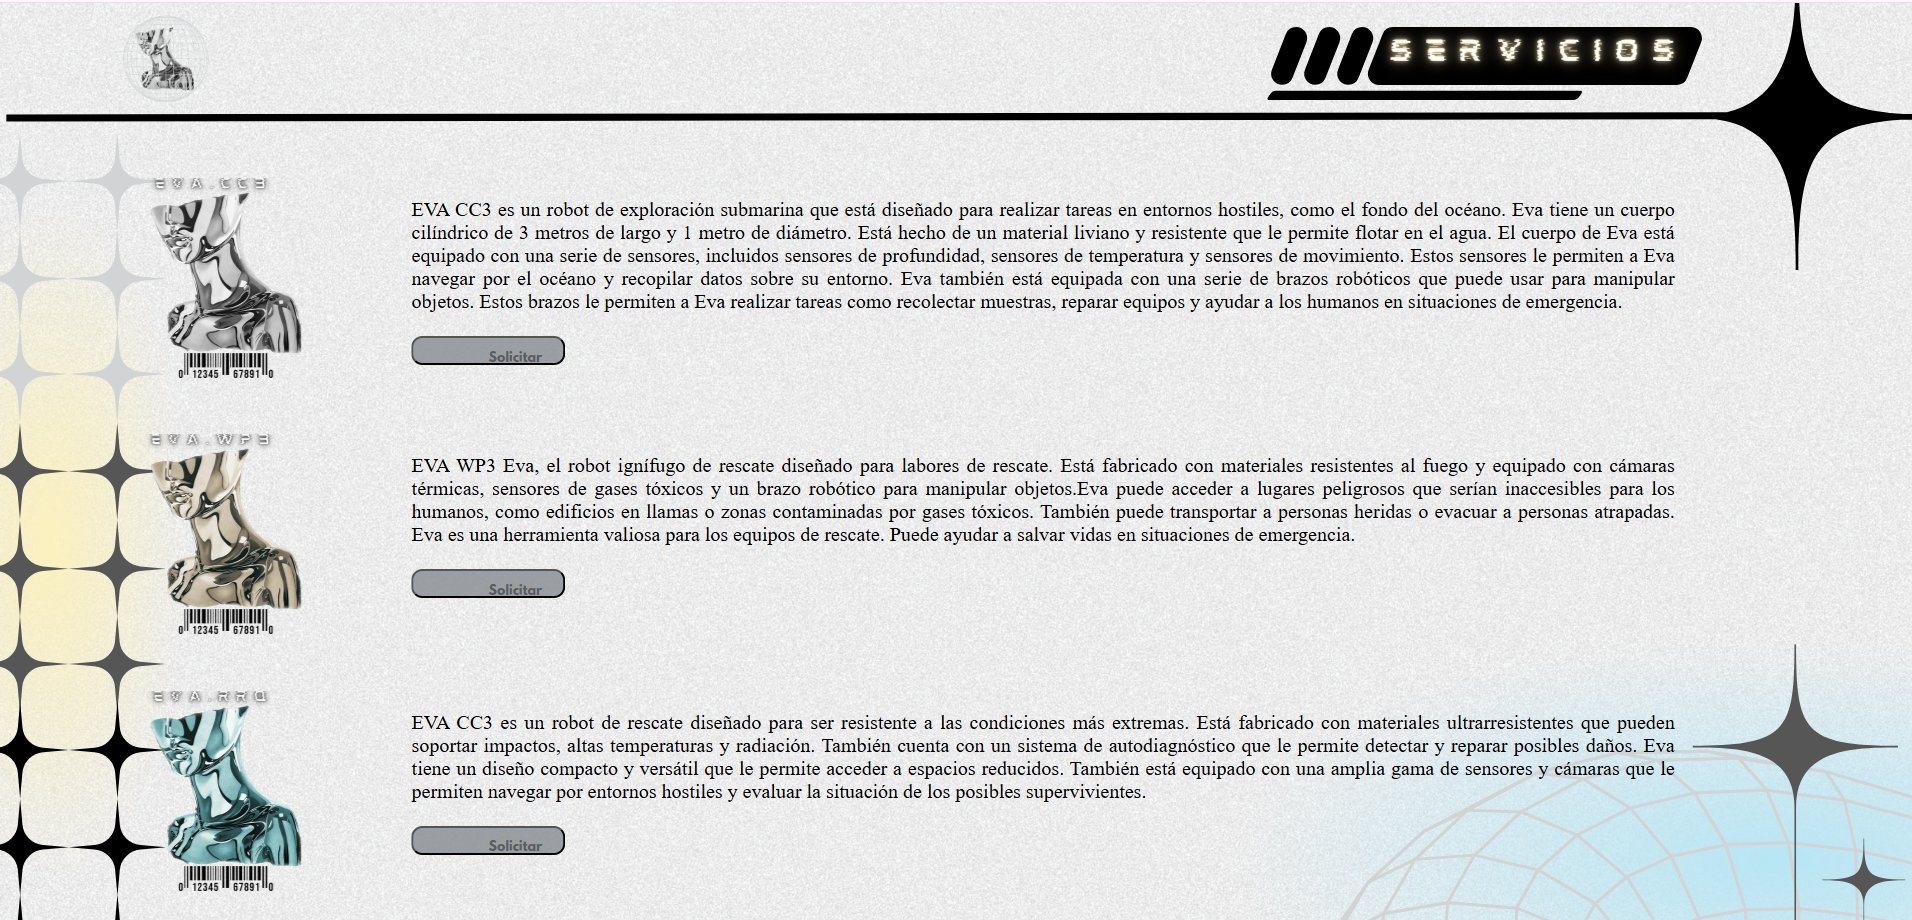 SERVICIOS
EVA.CC3
EVA CC3 es un robot de exploración submarina que está diseñado para realizar tareas en entornos hostiles, como el fondo del océano. Eva tiene un cuerpo
cilíndrico de 3 metros de largo y 1 metro de diámetro. Está hecho de un material liviano y resistente que le permite flotar en el agua. El cuerpo de Eva está
equipado con una serie de sensores, incluidos sensores de profundidad, sensores de temperatura y sensores de movimiento. Estos sensores le permiten a Eva
navegar por el océano y recopilar datos sobre su entorno. Eva también está equipada con una serie de brazos robóticos que puede usar para manipular
objetos. Estos brazos le permiten a Eva realizar tareas como recolectar muestras, reparar equipos y ayudar a los humanos en situaciones de emergencia.
Solicitar
0 12345 67891 0
EVA.WP3
EVA WP3 Eva, el robot ignífugo de rescate diseñado para labores de rescate. Está fabricado con materiales resistentes al fuego y equipado con cámaras
térmicas, sensores de gases tóxicos y un brazo robótico para manipular objetos.Eva puede acceder a lugares peligrosos que serían inaccesibles para los
humanos, como edificios en llamas o zonas contaminadas por gases tóxicos. También puede transportar a personas heridas o evacuar a personas atrapadas.
Eva es una herramienta valiosa para los equipos de rescate. Puede ayudar a salvar vidas en situaciones de emergencia.
Solicitar
0 12345 67891 0
EVA.RRQ
EVA CC3 es un robot de rescate diseñado para ser resistente a las condiciones más extremas. Está fabricado con materiales ultrarresistentes que pueden
soportar impactos, altas temperaturas y radiación. También cuenta con un sistema de autodiagnóstico que le permite detectar y reparar posibles daños. Eva
tiene un diseño compacto y versátil que le permite acceder a espacios reducidos. También está equipado con una amplia gama de sensores y cámaras que le
permiten navegar por entornos hostiles y evaluar la situación de los posibles supervivientes.
Solicitar
0 12345 67891 0